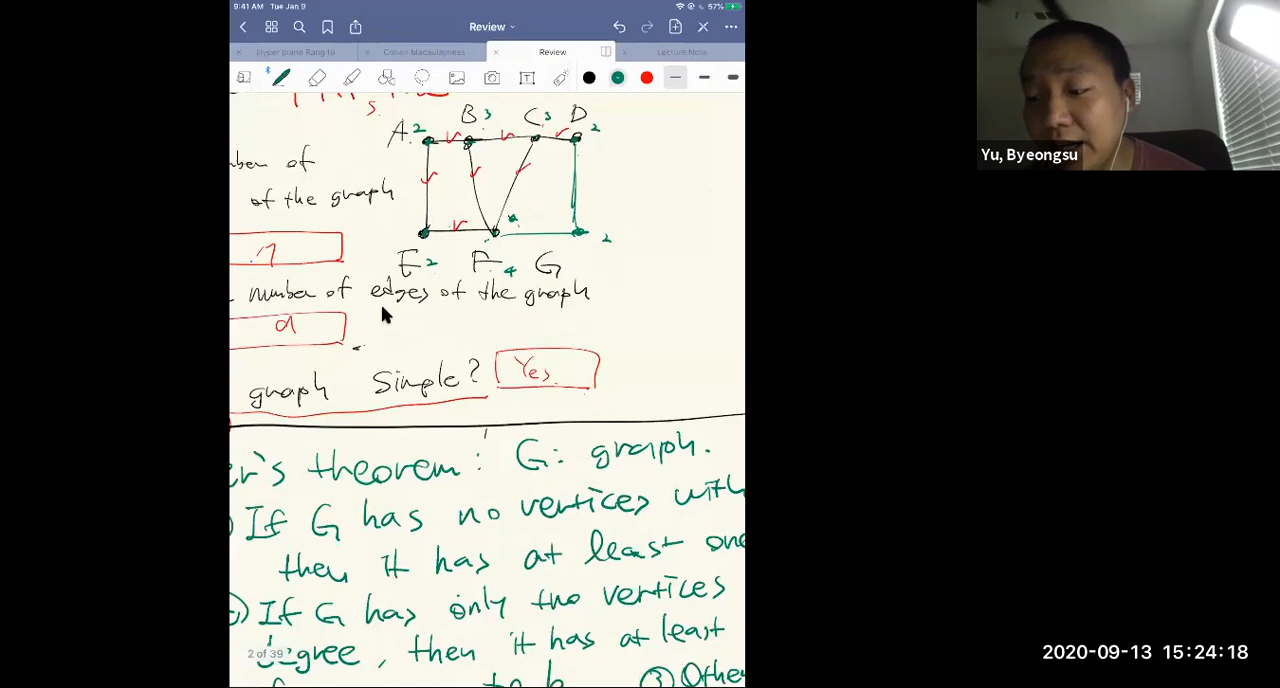 9:41 AM Tue Jan 9
57%
Review
Hyper plane Rang
Cohen Macaulayness
Review
Lecture Note
Yu, Byeongsu
B 3 C 3 D
A 2 2
mber of
of the graph
7
2
E 2 F 4 G
number of edges of the graph
9
graph Simple? Yes
er's theorem : G: graph.
If G has no vertices with
then it has at least one
If G has only two vertices
degree, then it has at least
2 of 39
to b
③ Other
2020-09-13 15:24:18